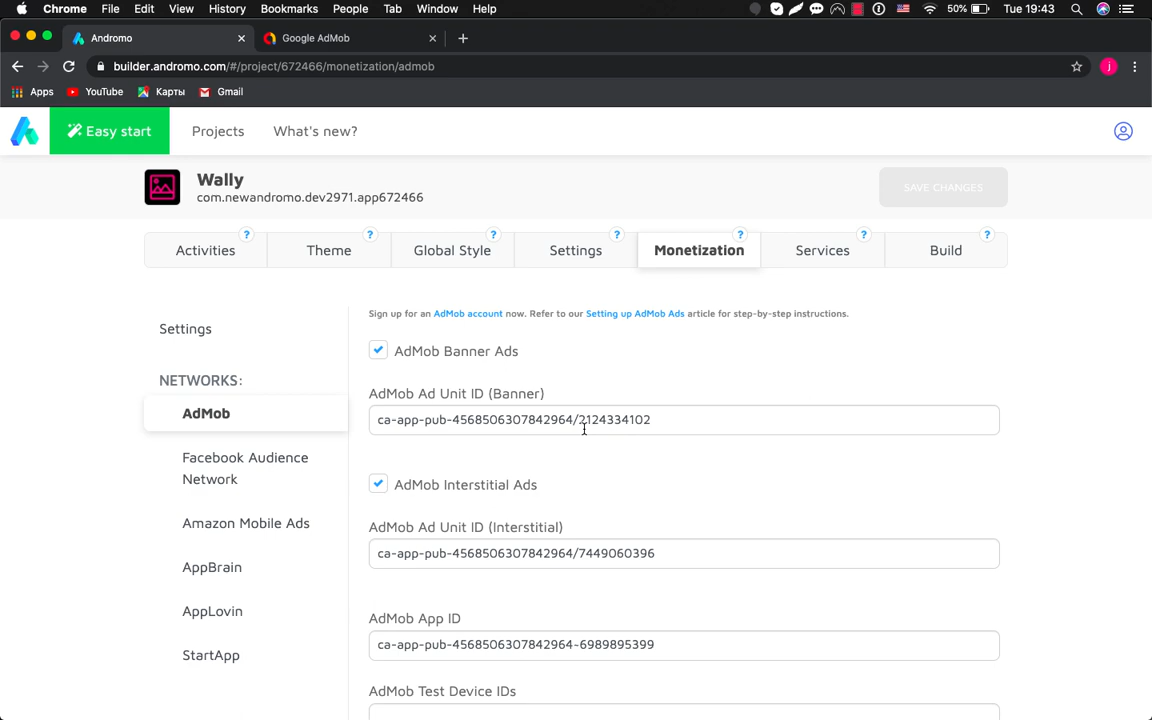 Chrome File Edit View History Bookmarks People Tab Window Help 50% Tue 19:43
Andromo Google AdMob
builder.andromo.com/#/project/672466/monetization/admob j
Apps YouTube Карты Gmail
Easy start Projects What's new?
Wally
com.newandromo.dev2971.app672466
SAVE CHANGES
Activities ? Theme ? Global Style ? Settings ? Monetization ? Services ? Build ?
Sign up for an AdMob account now. Refer to our Setting up AdMob Ads article for step-by-step instructions.
Settings
AdMob Banner Ads
NETWORKS:
AdMob Ad Unit ID (Banner)
AdMob
ca-app-pub-4568506307842964/2124334102
Facebook Audience
Network
AdMob Interstitial Ads
Amazon Mobile Ads
AdMob Ad Unit ID (Interstitial)
ca-app-pub-4568506307842964/7449060396
AppBrain
AppLovin
AdMob App ID
ca-app-pub-4568506307842964~6989895399
StartApp
AdMob Test Device IDs